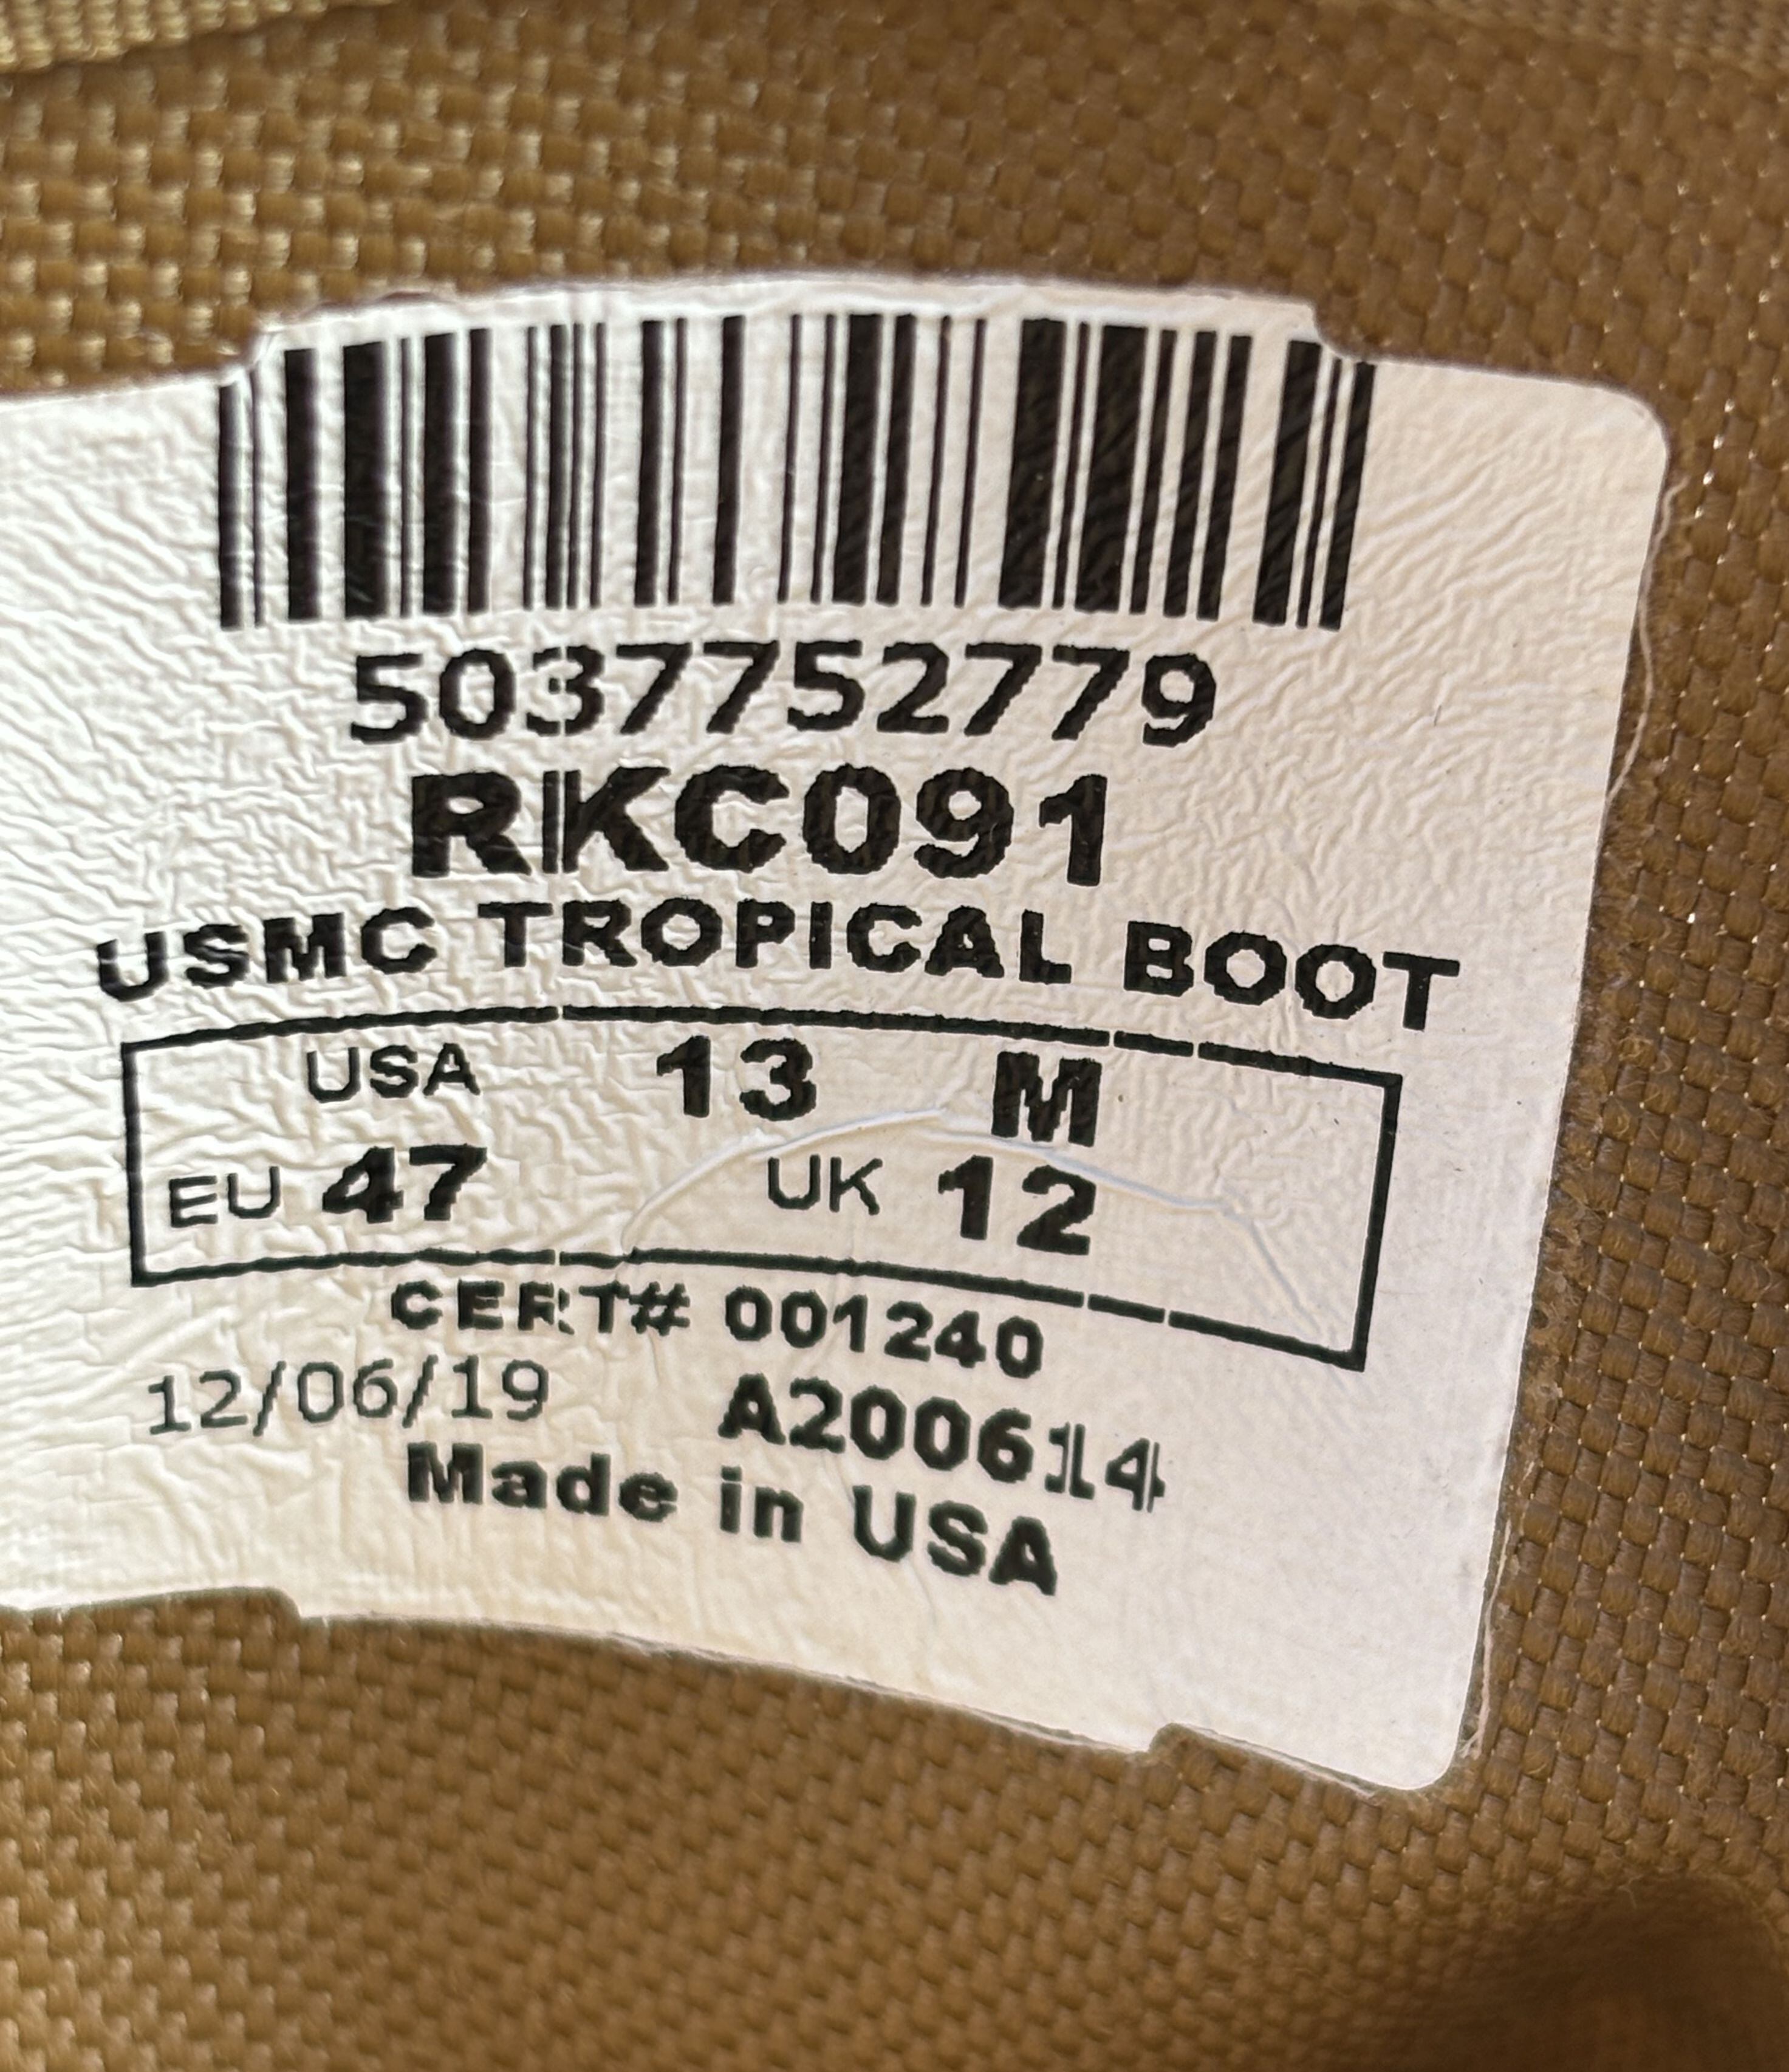 5037752779
RKC091
USMC TROPICAL BOOT
USA 13 M
EU 47 UK 12
CERT# 001240
12/06/19 A200614
Made in USA